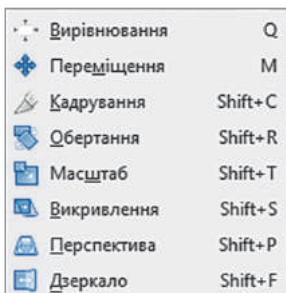 Вирівнювання Q
Переміщення M
Кадрування Shift+C
Обертання Shift+R
Масштаб Shift+T
Викривлення Shift+S
Перспектива Shift+P
Дзеркало Shift+F